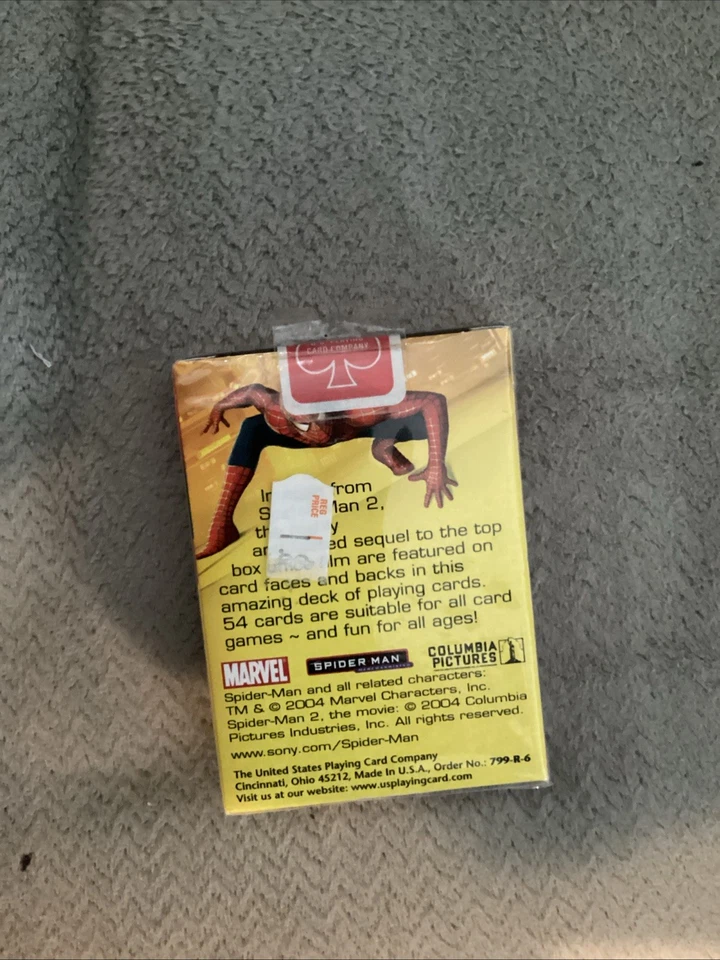 CARD COMPANY
REG
PRICE
from
Man 2,
sequel to the top
box are featured on
card faces and backs in this
amazing deck of playing cards.
54 cards are suitable for all card
games ~ and fun for all ages!
MARVEL
SPIDER MAN
COLUMBIA
PICTURES
Spider-Man and all related characters:
TM & © 2004 Marvel Characters, Inc.
Spider-Man 2, the movie: © 2004 Columbia
Pictures Industries, Inc. All rights reserved.
www.sony.com/Spider-Man
The United States Playing Card Company
Cincinnati, Ohio 45212, Made In U.S.A., Order No.: 799-R-6
Visit us at our website: www.usplayingcard.com